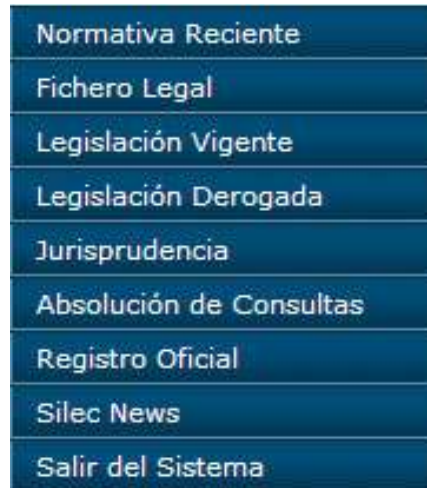 Normativa Reciente
Fichero Legal
Legislación Vigente
Legislación Derogada
Jurisprudencia
Absolución de Consultas
Registro Oficial
Silec News
Salir del Sistema